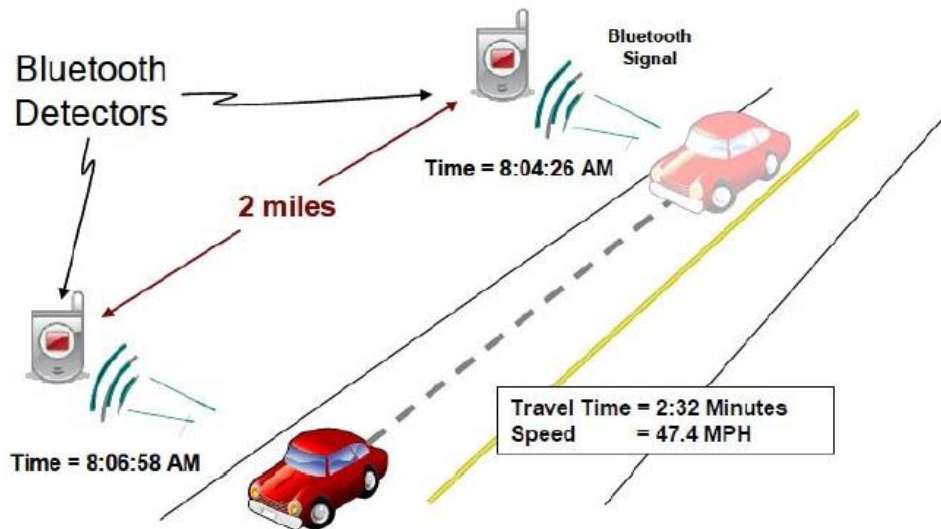 Bluetooth
Detectors
Bluetooth
Signal
Time = 8:04:26 AM
2 miles
Time = 8:06:58 AM
Travel Time = 2:32 Minutes
Speed = 47.4 MPH